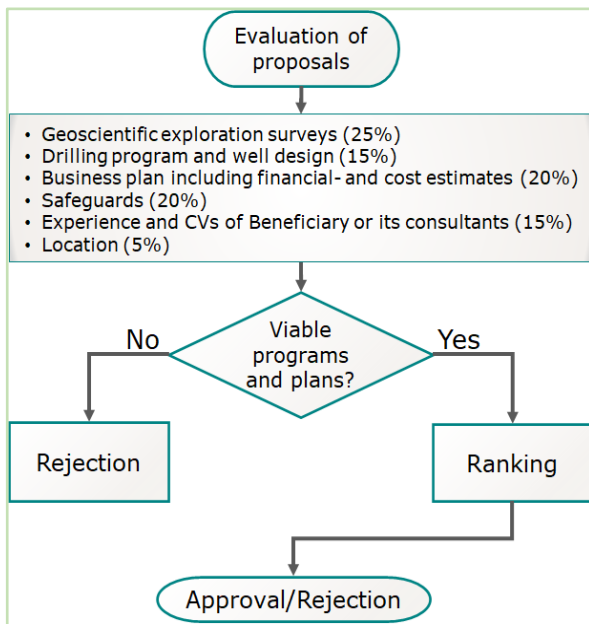 Evaluation of
proposals
• Geoscientific exploration surveys (25%)
• Drilling program and well design (15%)
• Business plan including financial- and cost estimates (20%)
• Safeguards (20%)
• Experience and CVs of Beneficiary or its consultants (15%)
• Location (5%)
No
Viable
programs
and plans?
Yes
Rejection
Ranking
Approval/Rejection